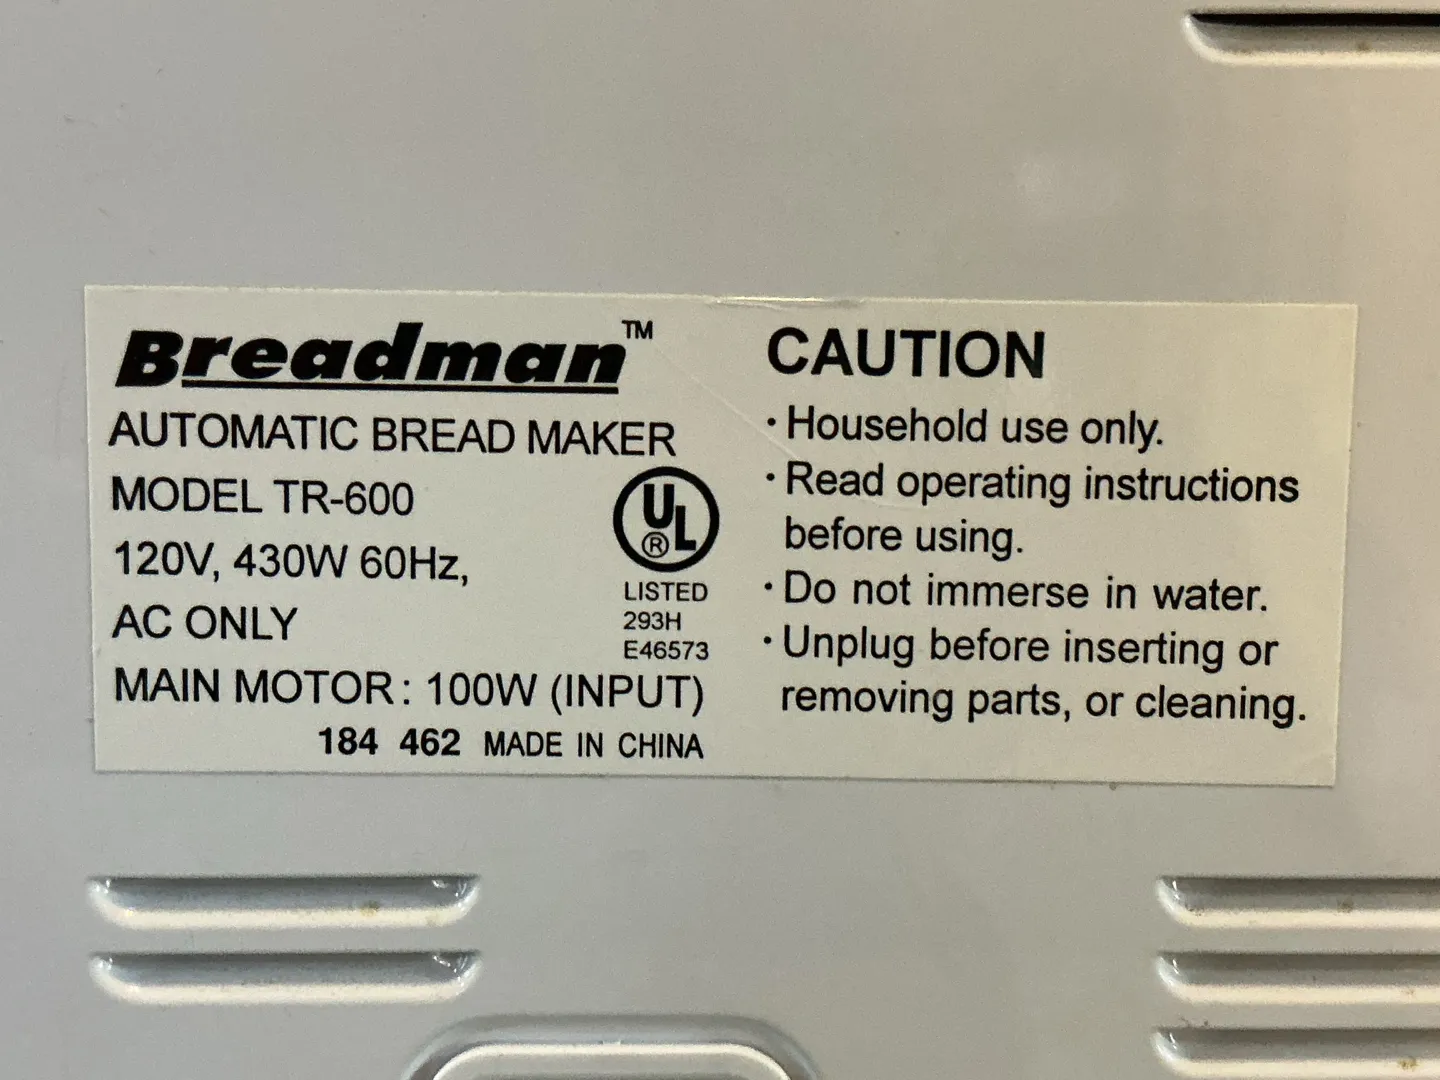 Breadman™
AUTOMATIC BREAD MAKER
MODEL TR-600
120V, 430W 60Hz,
AC ONLY
MAIN MOTOR: 100W (INPUT)
184 462 MADE IN CHINA
UL
®
LISTED
293H
E46573
CAUTION
· Household use only.
· Read operating instructions
before using.
· Do not immerse in water.
· Unplug before inserting or
removing parts, or cleaning.